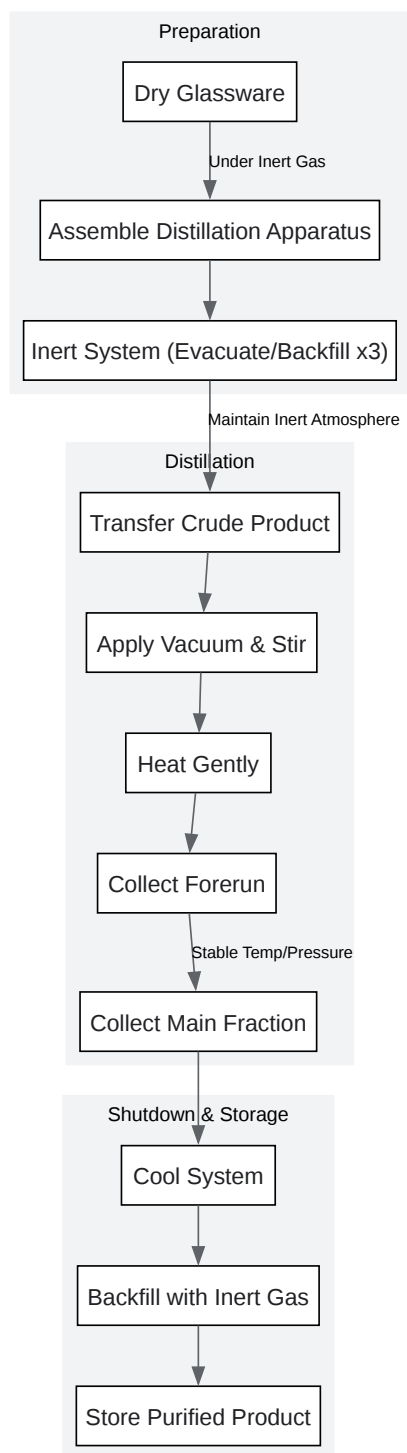 Preparation
Dry Glassware
Under Inert Gas
Assemble Distillation Apparatus
Inert System (Evacuate/Backfill x3)
Maintain Inert Atmosphere
Distillation
Transfer Crude Product
Apply Vacuum & Stir
Heat Gently
Collect Forerun
Stable Temp/Pressure
Collect Main Fraction
Shutdown & Storage
Cool System
Backfill with Inert Gas
Store Purified Product